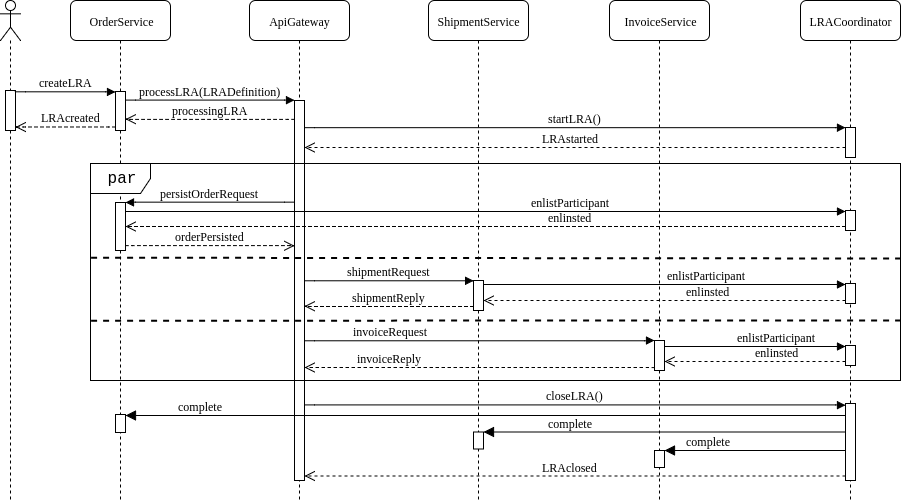 OrderService
ApiGateway
ShipmentService
InvoiceService
LRACoordinator
createLRA
processLRA(LRADefinition)
processingLRA
LRAcreated
startLRA()
LRAstarted
par
persistOrderRequest
enlistParticipant
enlinsted
orderPersisted
shipmentRequest
enlistParticipant
enlinsted
shipmentReply
invoiceRequest
enlistParticipant
enlinsted
invoiceReply
closeLRA()
complete
complete
complete
LRAclosed